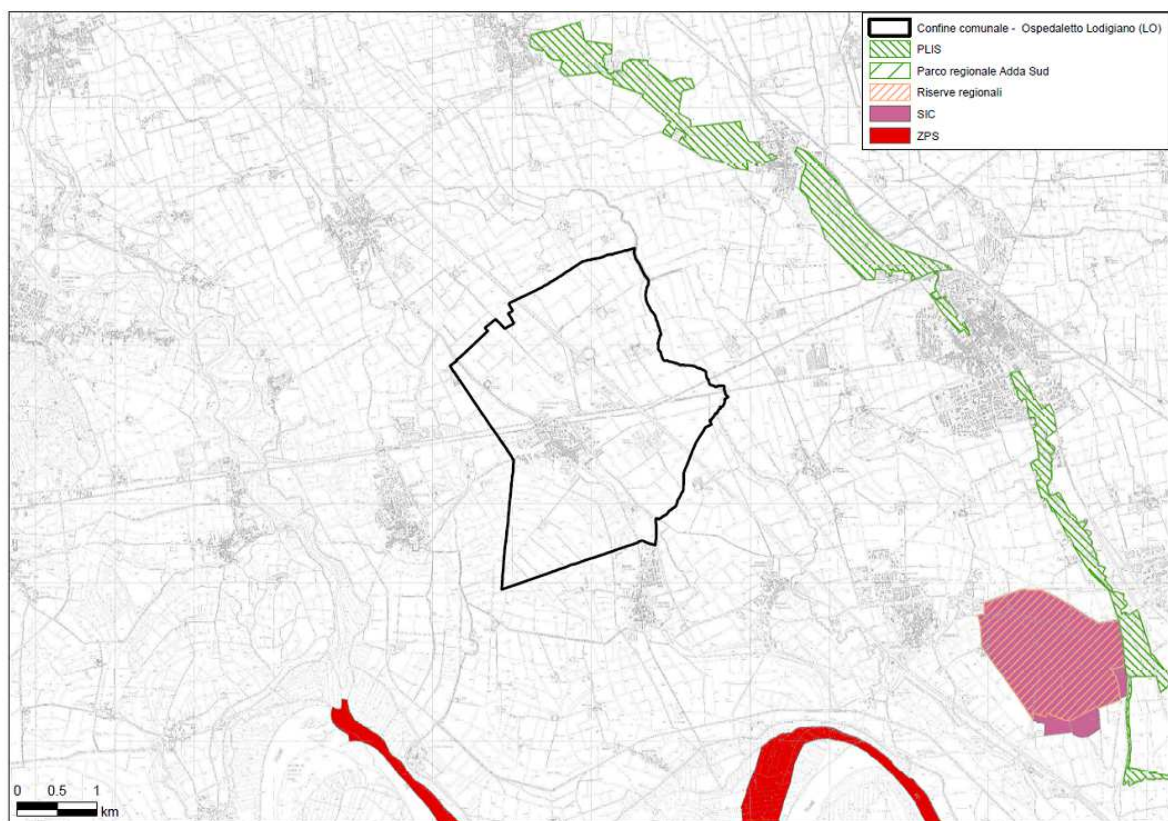 Confine comunale - Ospedaletto Lodigiano (LO)
PLIS
Parco regionale Adda Sud
Riserve regionali
SIC
ZPS
0 0.5 1
km